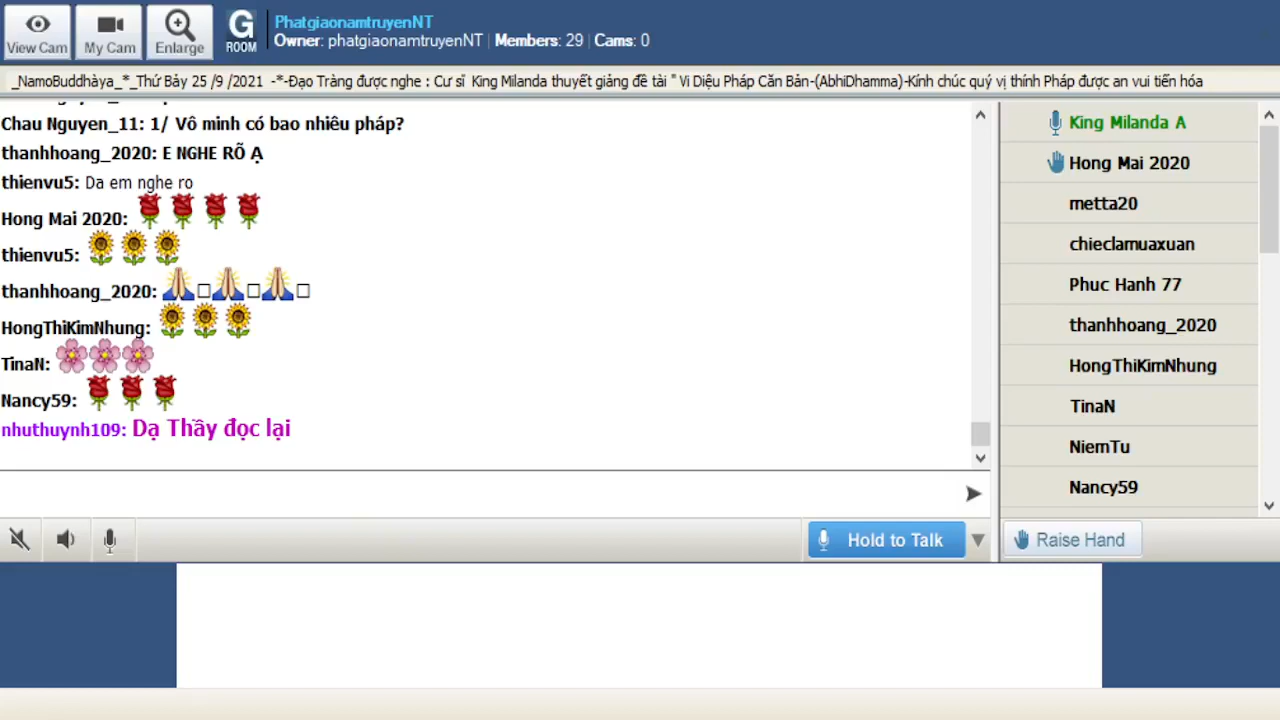 PhatgiaonamtruyenNT
Owner: phatgiaonamtruyenNT | Members: 29 | Cams: 0
View Cam
My Cam
Enlarge
G
ROOM
_NamoBuddhàya_*_Thứ Bảy 25 /9 /2021 -*-Đạo Tràng được nghe : Cư sĩ King Milanda thuyết giảng đề tài " Vi Diệu Pháp Căn Bản-(AbhiDhamma)-Kính chúc quý vị thính Pháp được an vui tiến hóa
Chau Nguyen_11: 1/ Vô minh có bao nhiêu pháp?
thanhhoang_2020: E NGHE RÕ Ạ
thienvu5: Da em nghe ro
Hong Mai 2020:
thienvu5:
thanhhoang_2020:
HongThiKimNhung:
TinaN:
Nancy59:
nhuthuynh109: Dạ Thầy đọc lại
King Milanda A
Hong Mai 2020
metta20
chieclamuaxuan
Phuc Hanh 77
thanhhoang_2020
HongThiKimNhung
TinaN
NiemTu
Nancy59
Hold to Talk
Raise Hand